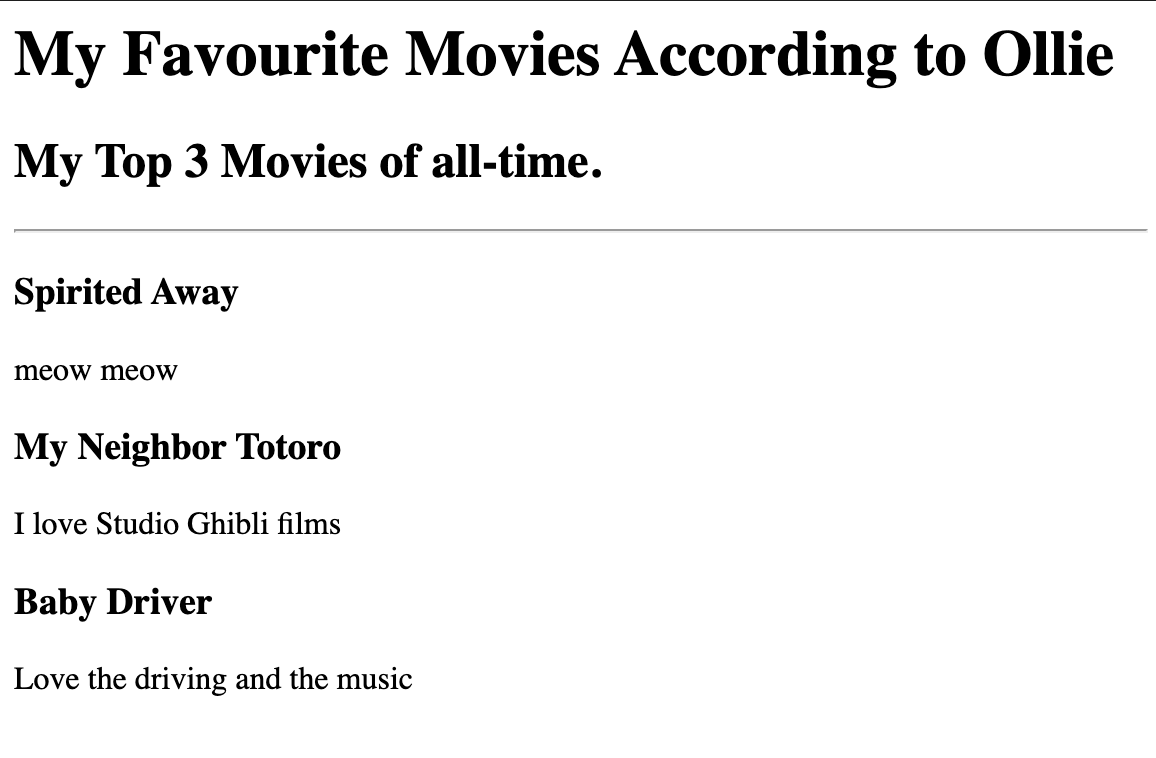 My Favourite Movies According to Ollie
My Top 3 Movies of all-time.
Spirited Away
meow meow
My Neighbor Totoro
I love Studio Ghibli films
Baby Driver
Love the driving and the music